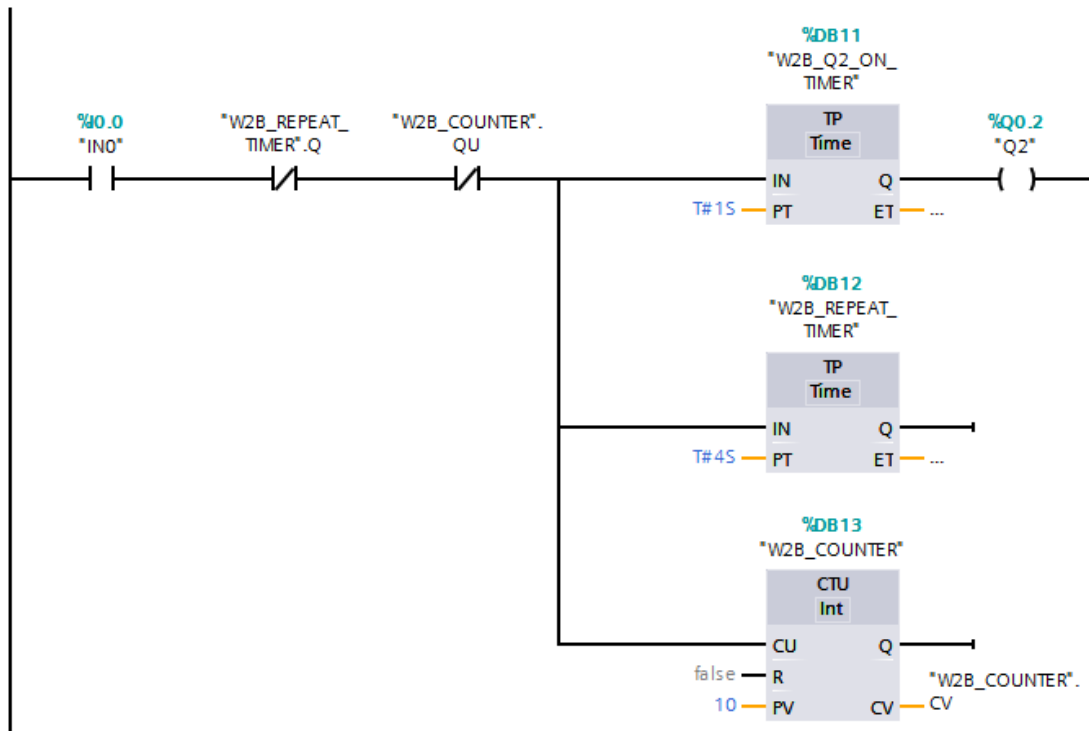 %DB11
"W2B_Q2_ON_
TIMER"
%I0.0
"IN0"
"W2B_REPEAT_
TIMER".Q
"W2B_COUNTER".
QU
TP
Time
%Q0.2
"Q2"
IN Q
T#1S PT ET ...
%DB12
"W2B_REPEAT_
TIMER"
TP
Time
IN Q
T#4S PT ET ...
%DB13
"W2B_COUNTER"
CTU
Int
CU Q
false R
10 PV CV
"W2B_COUNTER".
CV